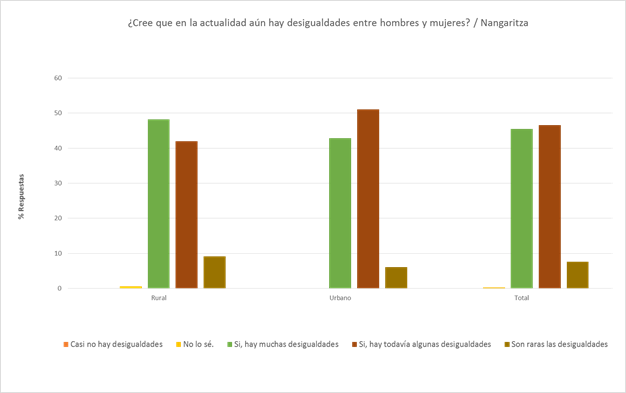 ¿Cree que en la actualidad aún hay desigualdades entre hombres y mujeres? / Nangaritza
60
50
40
30
20
10
0
% Respuestas
Rural Urbano Total
Casi no hay desigualdades No lo sé. Si, hay muchas desigualdades Si, hay todavía algunas desigualdades Son raras las desigualdades